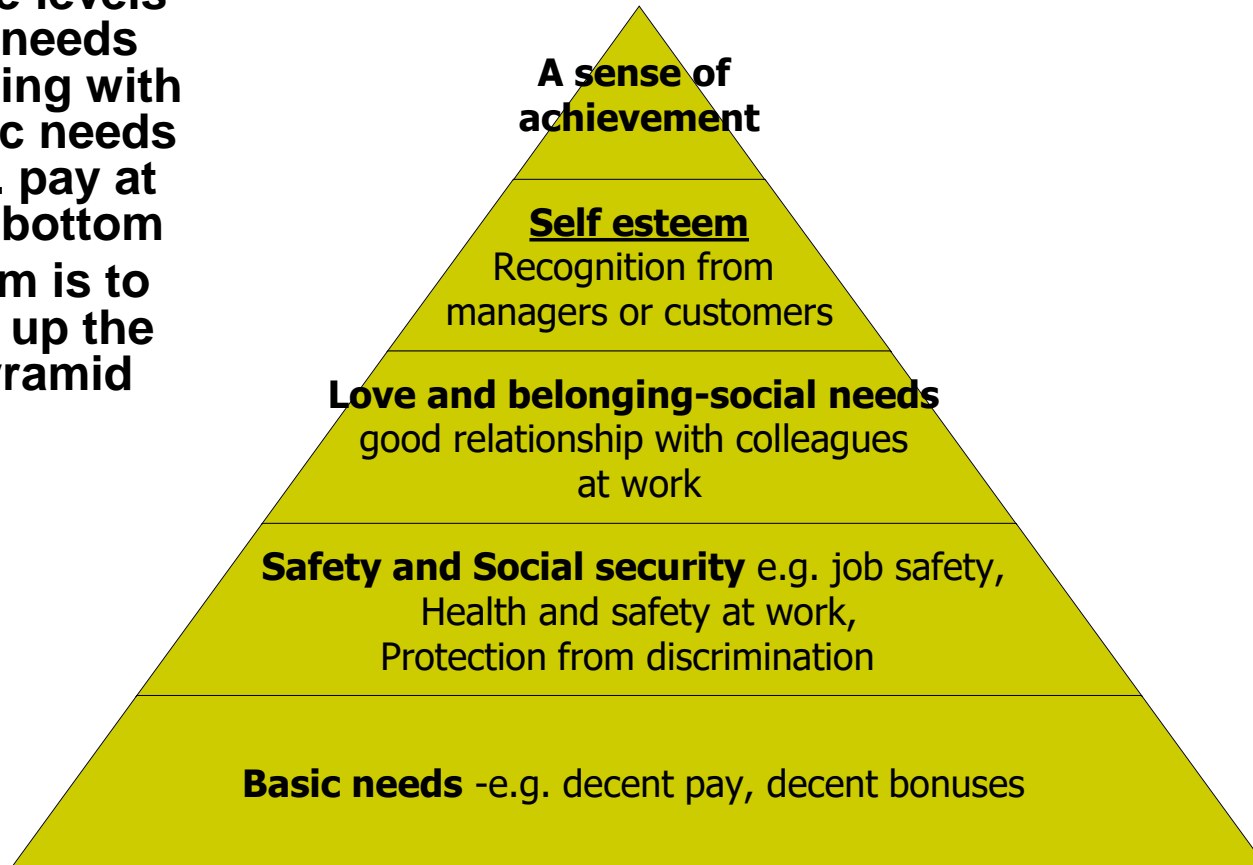 levels
needs
ing with
c needs
pay at
bottom
m is to
up the
ramid
A sense of
achievement
Self esteem
Recognition from
managers or customers
Love and belonging-social needs
good relationship with colleagues
at work
Safety and Social security e.g. job safety,
Health and safety at work,
Protection from discrimination
Basic needs -e.g. decent pay, decent bonuses